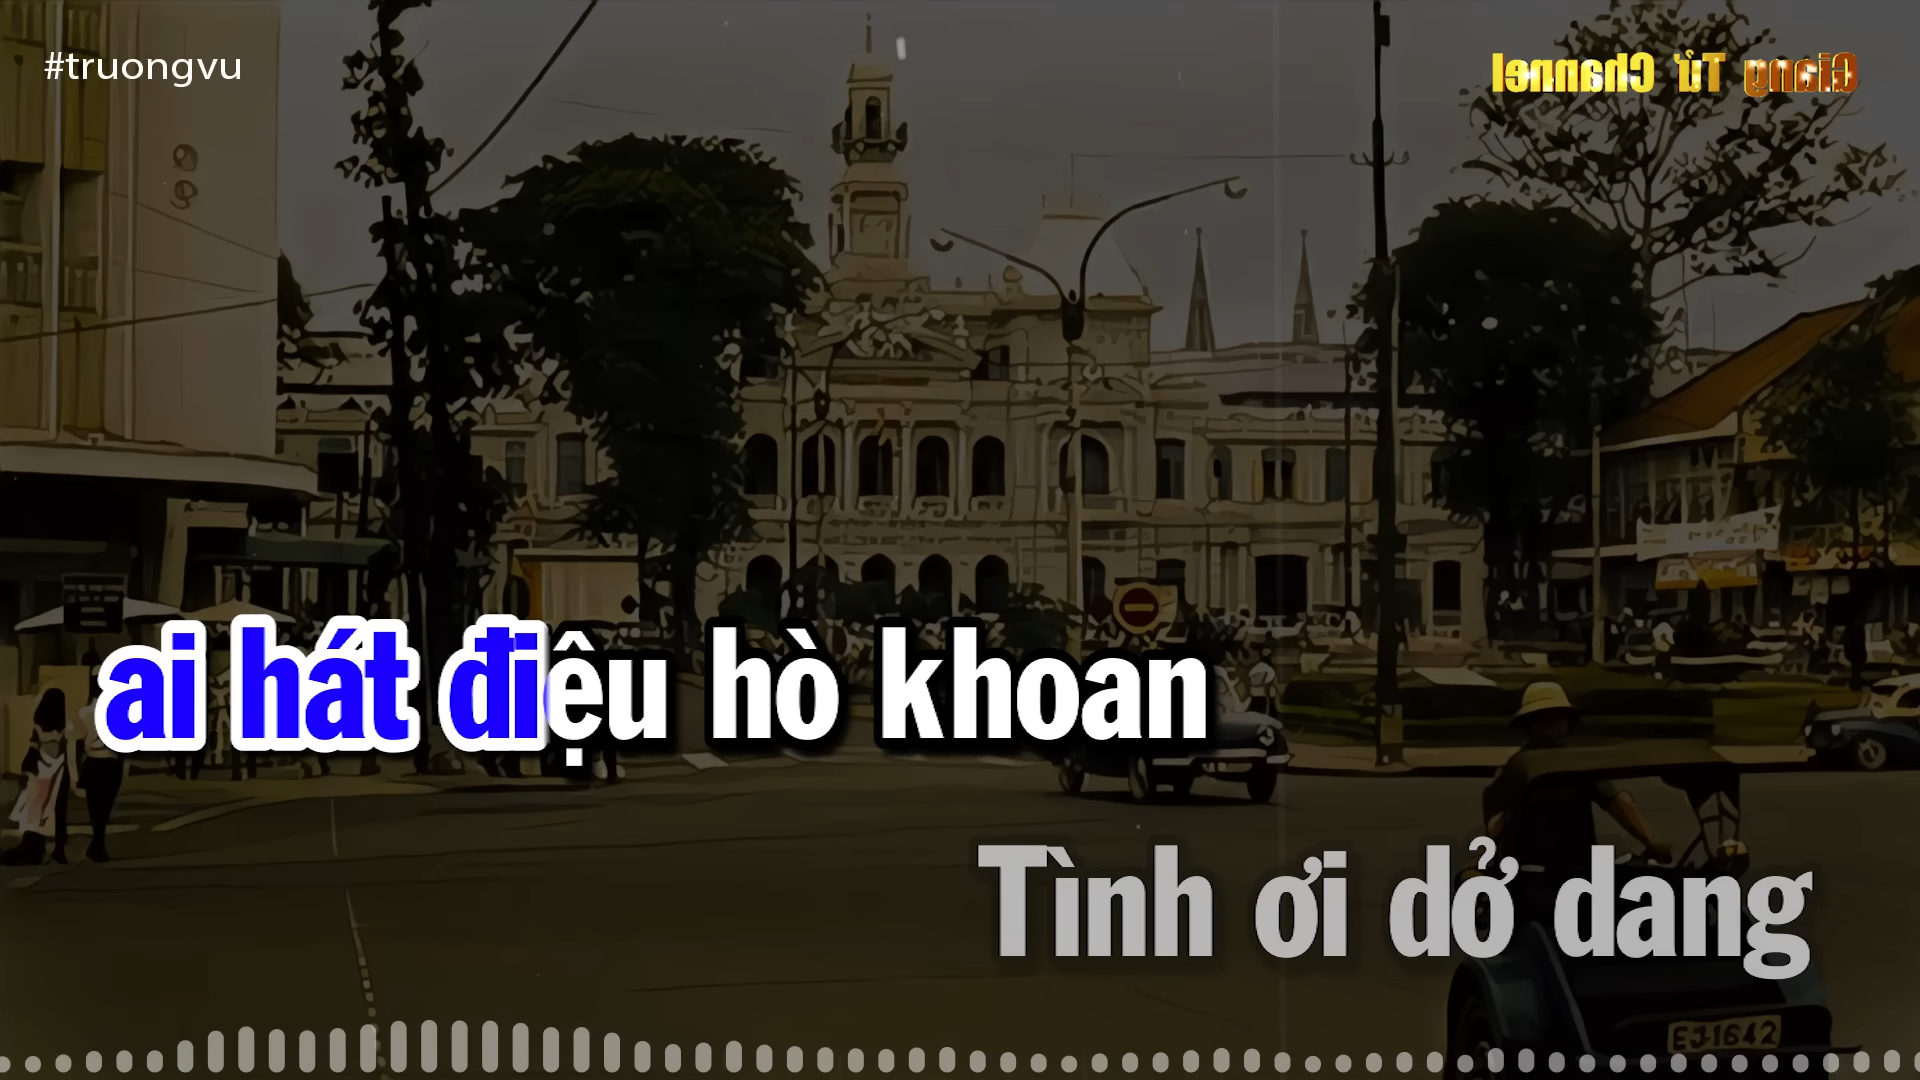 #truongvu
Giang Tử Channel
ai hát điệu hò khoan
Tình ơi dở dang
EJ-1642